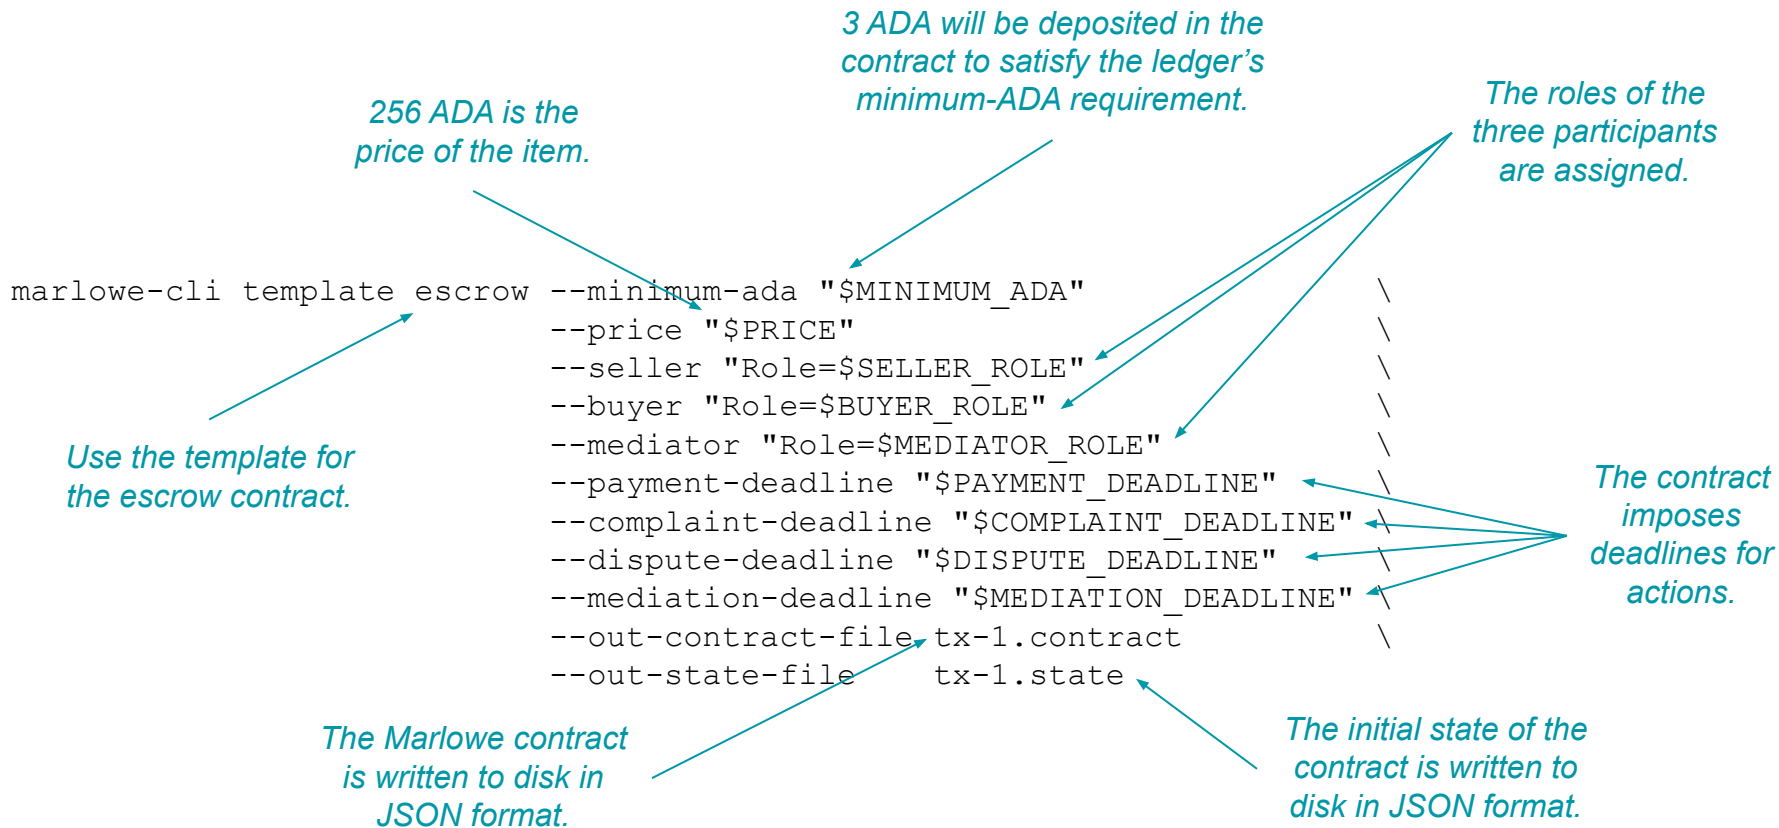 3 ADA will be deposited in the
contract to satisfy the ledger’s
minimum-ADA requirement.
256 ADA is the
price of the item.
The roles of the
three participants
are assigned.
marlowe-cli template escrow --minimum-ada "$MINIMUM_ADA" \
--price "$PRICE" \
--seller "Role=$SELLER_ROLE" \
--buyer "Role=$BUYER_ROLE" \
--mediator "Role=$MEDIATOR_ROLE" \
--payment-deadline "$PAYMENT_DEADLINE" \
--complaint-deadline "$COMPLAINT_DEADLINE" \
--dispute-deadline "$DISPUTE_DEADLINE" \
--mediation-deadline "$MEDIATION_DEADLINE" \
--out-contract-file tx-1.contract \
--out-state-file tx-1.state
Use the template for
the escrow contract.
The contract
imposes
deadlines for
actions.
The Marlowe contract
is written to disk in
JSON format.
The initial state of the
contract is written to
disk in JSON format.